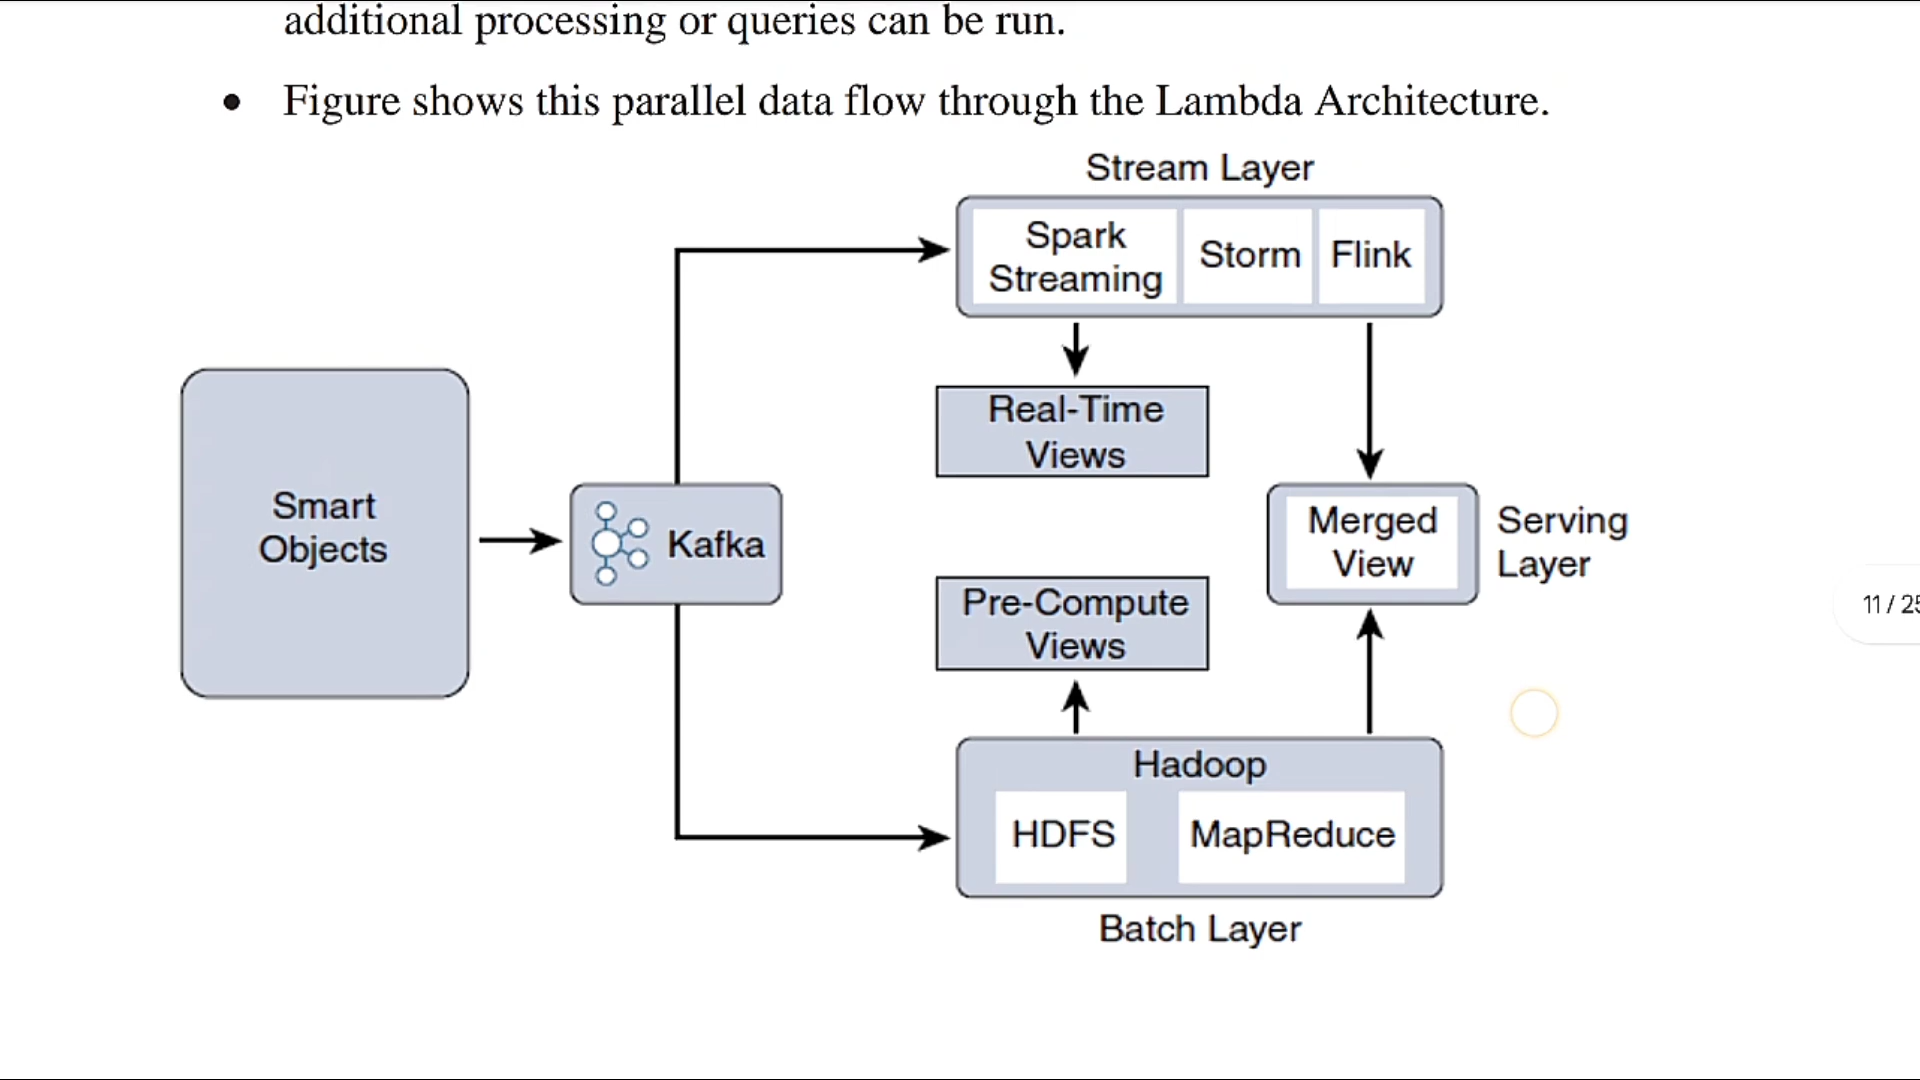 additional processing or queries can be run.
• Figure shows this parallel data flow through the Lambda Architecture.
Stream Layer
Spark
Streaming
Storm
Flink
Real-Time
Views
Smart
Objects
Kafka
Merged
View
Serving
Layer
Pre-Compute
Views
11 / 25
Hadoop
HDFS
MapReduce
Batch Layer